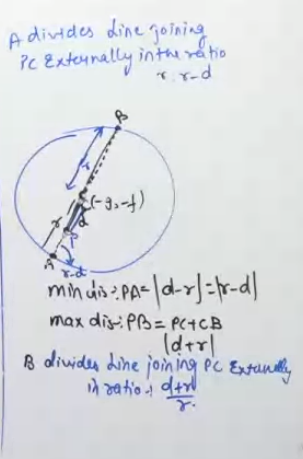 A divides Line joining
PC Externally in the ratio
r : r-d
B
r
(-g,-f)
r
d
P
A
r-d
min dis:- PA = |d-r| = |r-d|
max dis:- PB = PC+CB
|d+r|
B divides Line joining PC Externally
in ratio : d+r/r.